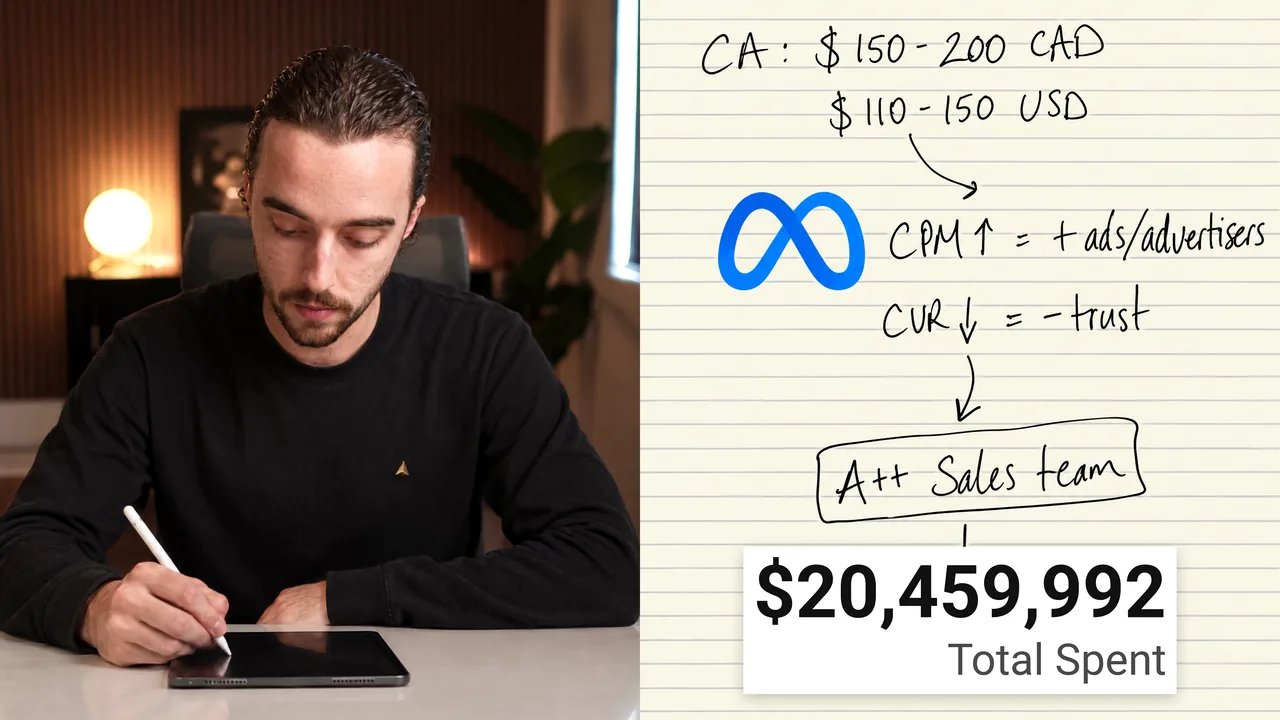 CA: $150-200 CAD
$110-150 USD
CPM ↑ = + ads/advertisers
CVR ↓ = - trust
A++ Sales team
$20,459,992
Total Spent